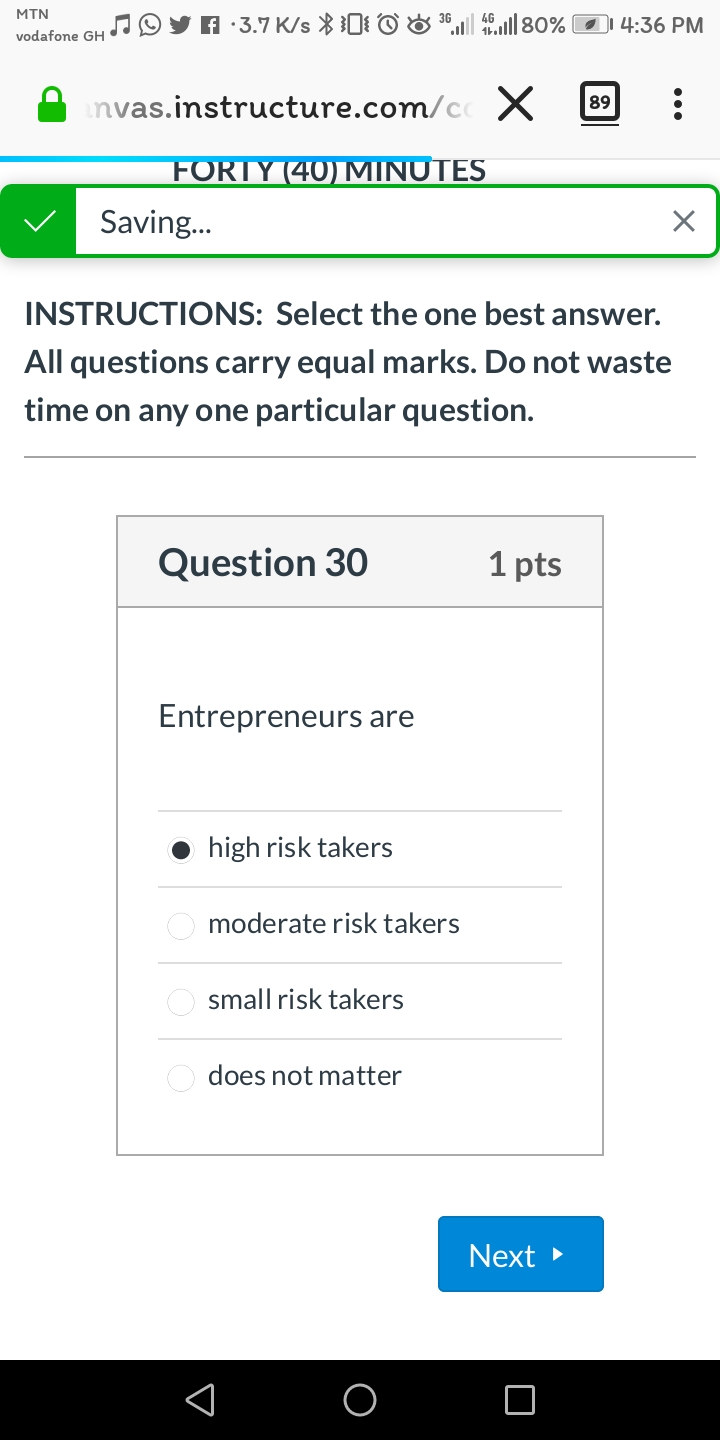 MTN
vodafone GH
3.7 K/s 3G 4G 80% 4:36 PM
nvas.instructure.com/c
89
FORTY (40) MINUTES
Saving...
INSTRUCTIONS: Select the one best answer.
All questions carry equal marks. Do not waste
time on any one particular question.
Question 30 1 pts
Entrepreneurs are
high risk takers
moderate risk takers
small risk takers
does not matter
Next